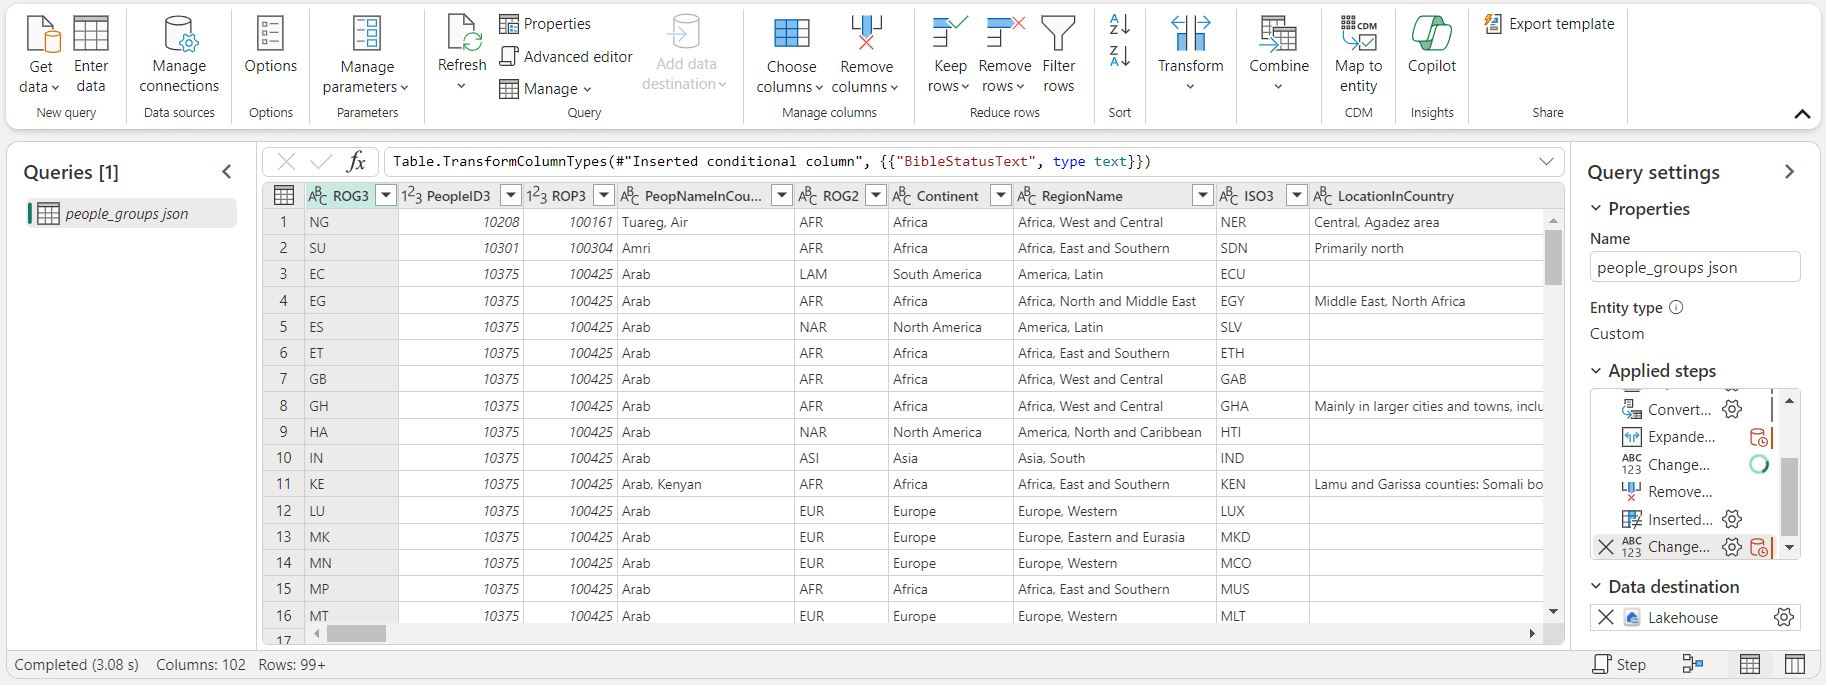 Get data
Enter data
New query
Manage connections
Data sources
Options
Options
Manage parameters
Parameters
Refresh
Properties
Advanced editor
Manage
Query
Add data destination
Choose columns
Remove columns
Manage columns
Keep rows
Remove rows
Filter rows
Reduce rows
A Z
Z A
Sort
Transform
Combine
CDM
Map to entity
CDM
Copilot
Insights
Export template
Share
Queries [1]
people_groups json
fx Table.TransformColumnTypes(#"Inserted conditional column", {{"BibleStatusText", type text}})
ABC ROG3 123 PeopleID3 123 ROP3 ABC PeopNameInCou... ABC ROG2 ABC Continent ABC RegionName ABC ISO3 ABC LocationInCountry
1 NG 10208 100161 Tuareg, Air AFR Africa Africa, West and Central NER Central, Agadez area
2 SU 10301 100304 Amri AFR Africa Africa, East and Southern SDN Primarily north
3 EC 10375 100425 Arab LAM South America America, Latin ECU
4 EG 10375 100425 Arab AFR Africa Africa, North and Middle East EGY Middle East, North Africa
5 ES 10375 100425 Arab NAR North America America, Latin SLV
6 ET 10375 100425 Arab AFR Africa Africa, East and Southern ETH
7 GB 10375 100425 Arab AFR Africa Africa, West and Central GAB
8 GH 10375 100425 Arab AFR Africa Africa, West and Central GHA Mainly in larger cities and towns, inclu
9 HA 10375 100425 Arab NAR North America America, North and Caribbean HTI
10 IN 10375 100425 Arab ASI Asia Asia, South IND
11 KE 10375 100425 Arab, Kenyan AFR Africa Africa, East and Southern KEN Lamu and Garissa counties: Somali bo
12 LU 10375 100425 Arab EUR Europe Europe, Western LUX
13 MK 10375 100425 Arab EUR Europe Europe, Eastern and Eurasia MKD
14 MN 10375 100425 Arab EUR Europe Europe, Western MCO
15 MP 10375 100425 Arab AFR Africa Africa, East and Southern MUS
16 MT 10375 100425 Arab EUR Europe Europe, Western MLT
17
Query settings
Properties
Name
people_groups json
Entity type
Custom
Applied steps
Convert...
Expande...
ABC 123 Change...
Remove...
Inserted...
ABC 123 Change...
Data destination
Lakehouse
Completed (3.08 s) Columns: 102 Rows: 99+
Step